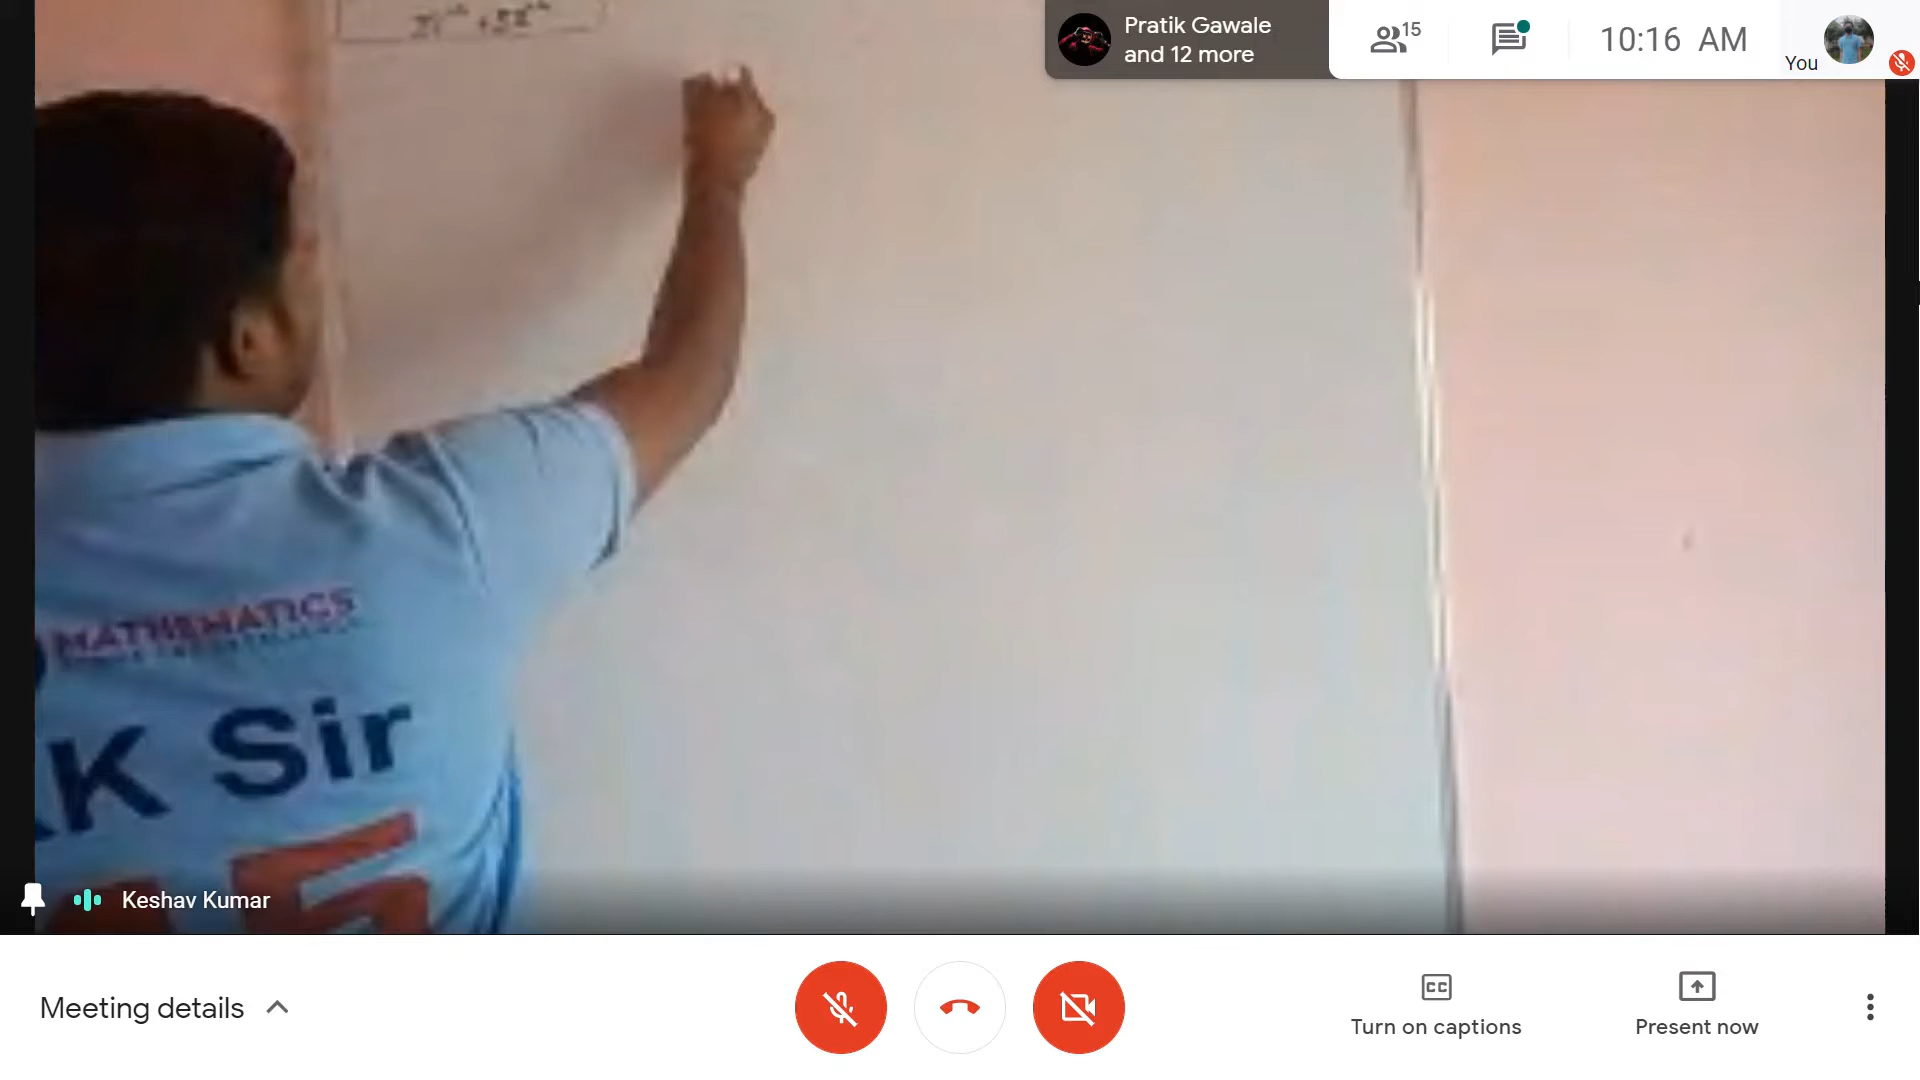 Pratik Gawale
and 12 more
15
10:16 AM
You
MATHEMATICS
K Sir
Keshav Kumar
Meeting details
CC
Turn on captions
Present now